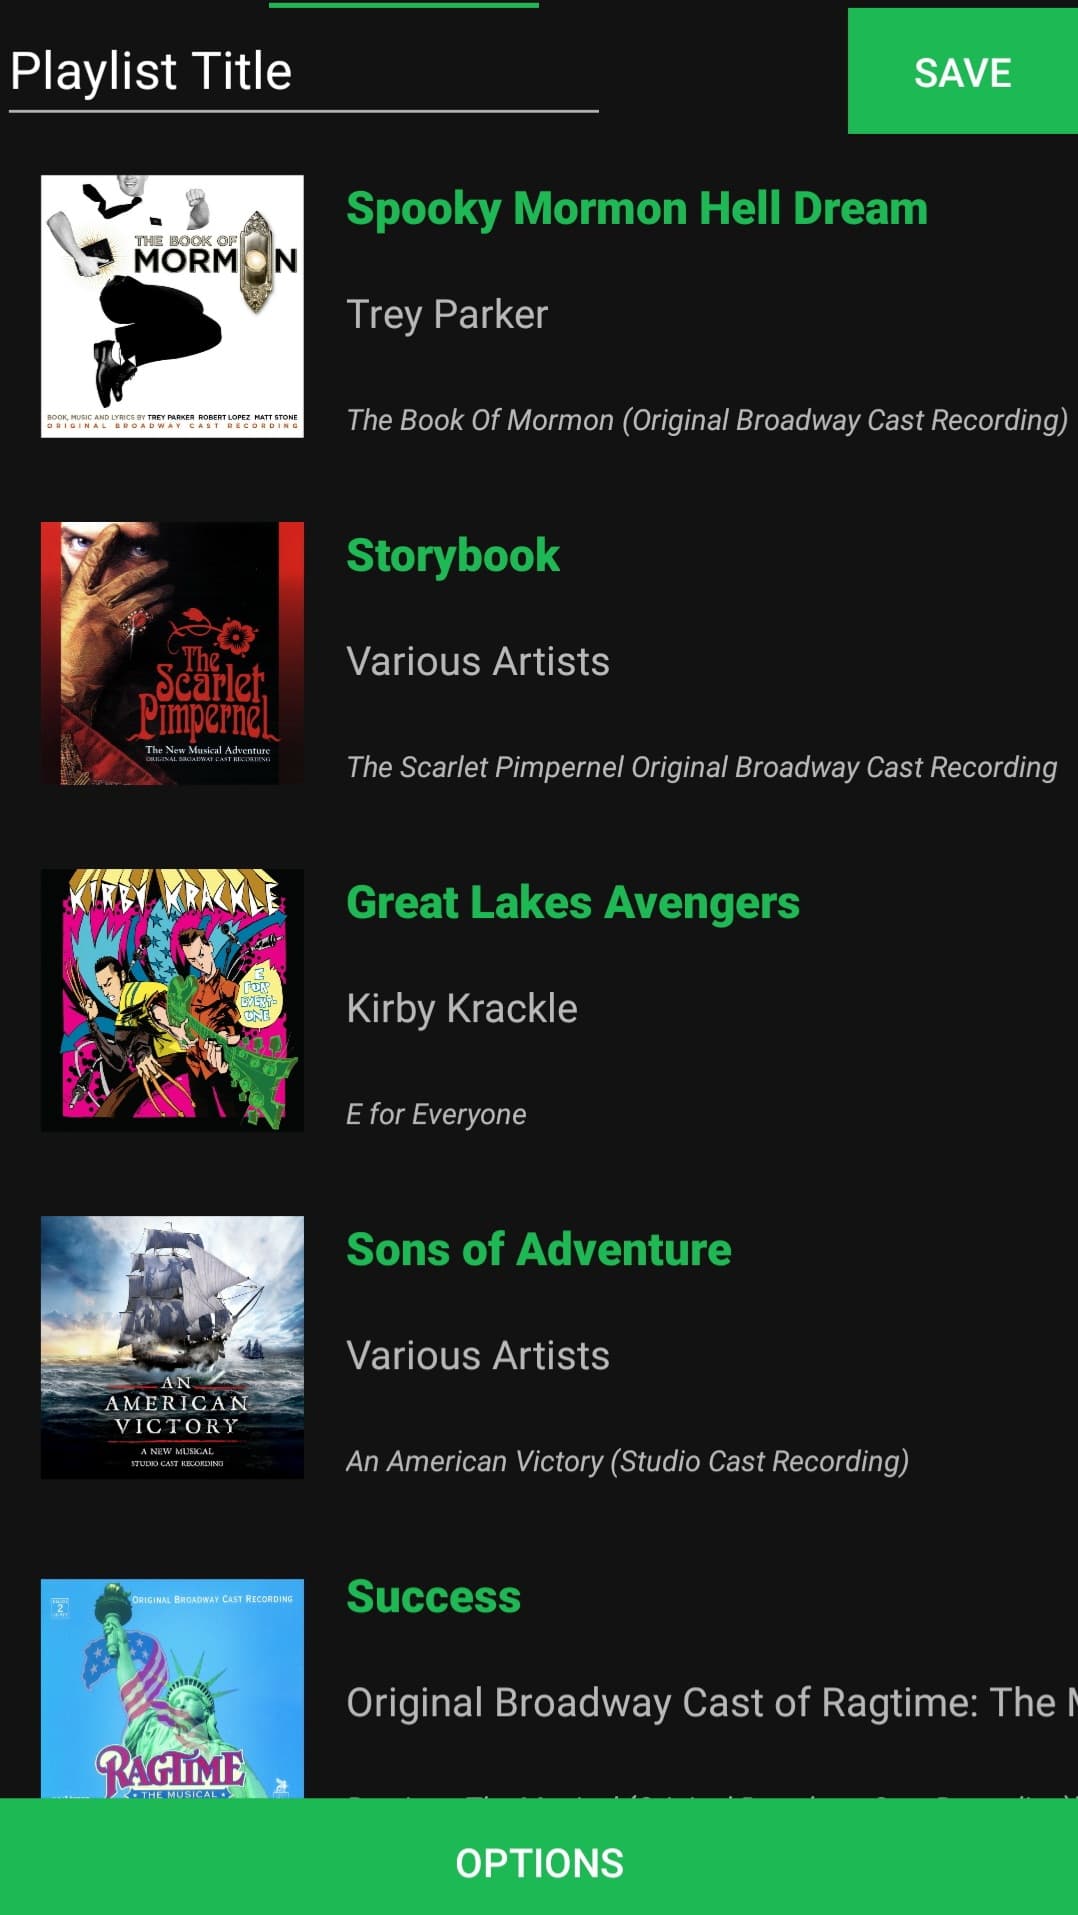 Playlist Title
SAVE
THE BOOK OF
MORMON
BOOK, MUSIC AND LYRICS BY TREY PARKER ROBERT LOPEZ MATT STONE
ORIGINAL BROADWAY CAST RECORDING
Spooky Mormon Hell Dream
Trey Parker
The Book Of Mormon (Original Broadway Cast Recording)
The
Scarlet
Pimpernel
The New Musical Adventure
ORIGINAL BROADWAY CAST RECORDING
Storybook
Various Artists
The Scarlet Pimpernel Original Broadway Cast Recording
KIRBY KRACKLE
E
FOR
EVERY-
ONE
Great Lakes Avengers
Kirby Krackle
E for Everyone
AN
AMERICAN
VICTORY
A NEW MUSICAL
STUDIO CAST RECORDING
Sons of Adventure
Various Artists
An American Victory (Studio Cast Recording)
2
ORIGINAL BROADWAY CAST RECORDING
RAGTIME
THE MUSICAL
Success
Original Broadway Cast of Ragtime: The M
OPTIONS